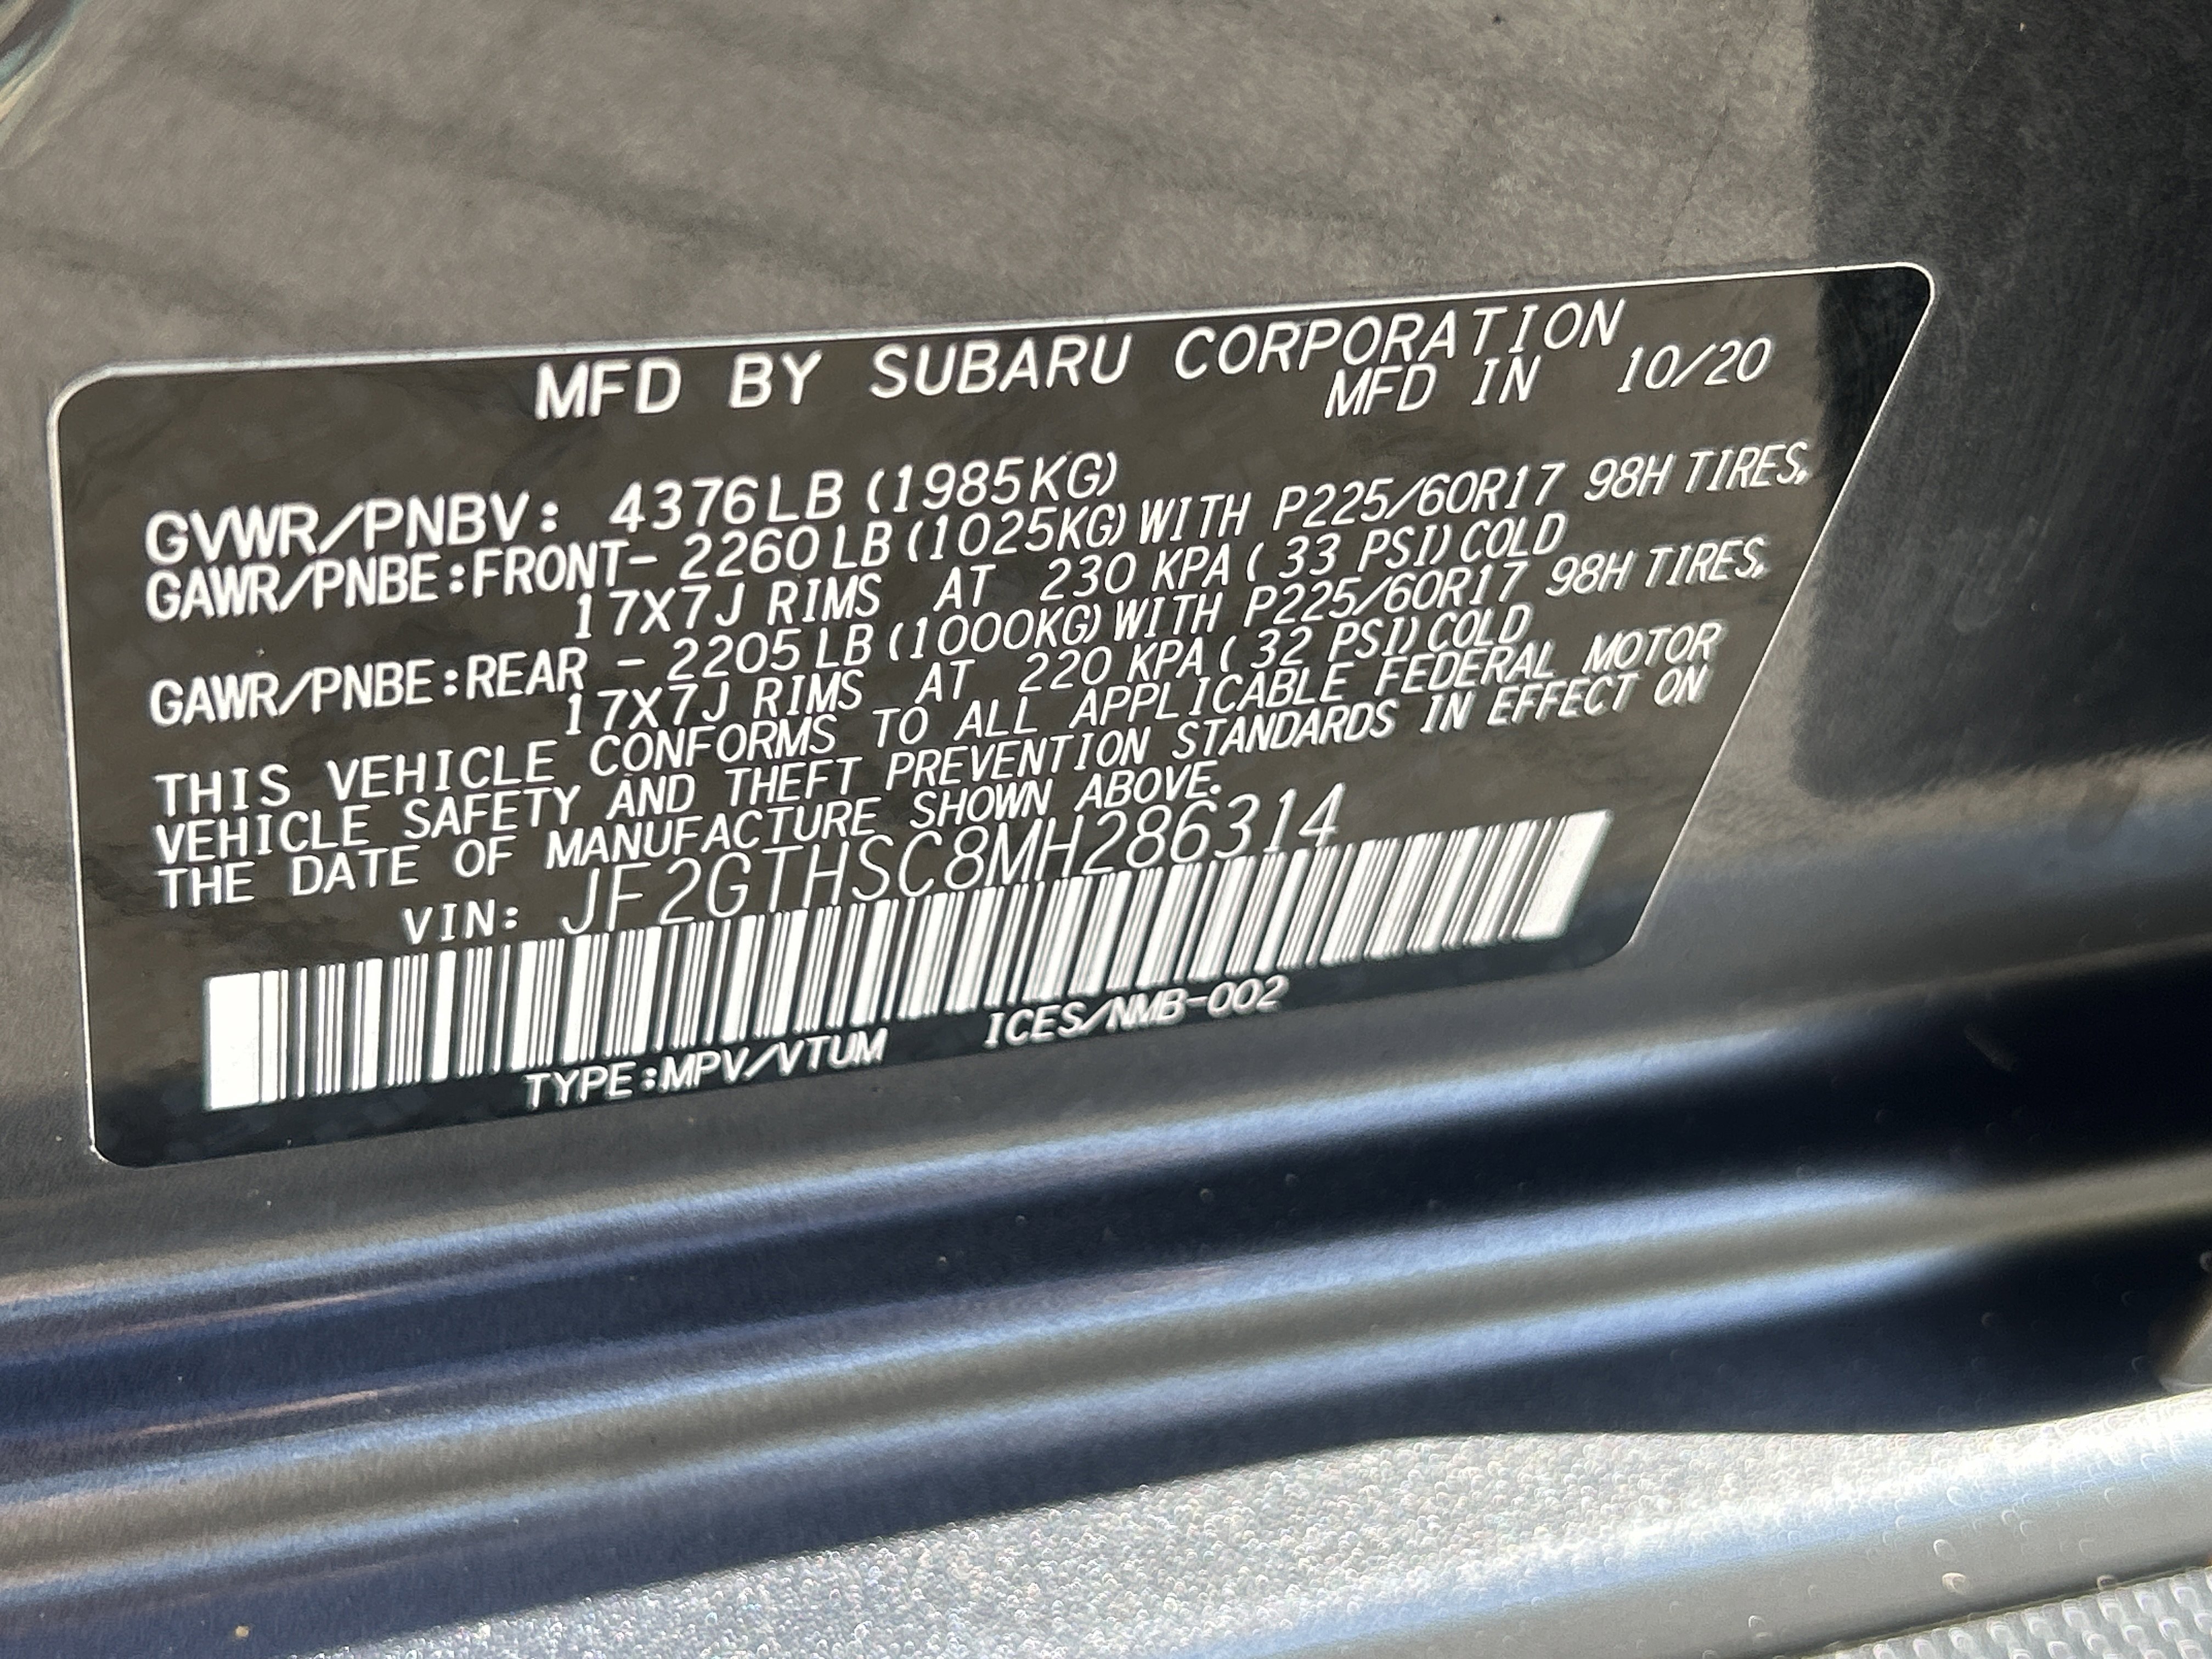 MFD BY SUBARU CORPORATION
MFD IN 10/20
GVWR/PNBV: 4376LB (1985KG)
GAWR/PNBE:FRONT- 2260 LB (1025KG) WITH P225/60R17 98H TIRES,
17X7J RIMS AT 230 KPA ( 33 PSI) COLD
GAWR/PNBE:REAR - 2205 LB (1000KG) WITH P225/60R17 98H TIRES,
17X7J RIMS AT 220 KPA ( 32 PSI) COLD
THIS VEHICLE CONFORMS TO ALL APPLICABLE FEDERAL MOTOR
VEHICLE SAFETY AND THEFT PREVENTION STANDARDS IN EFFECT ON
THE DATE OF MANUFACTURE SHOWN ABOVE.
VIN: JF2GTHSC8MH286314
TYPE:MPV/VTUM ICES/NMB-002